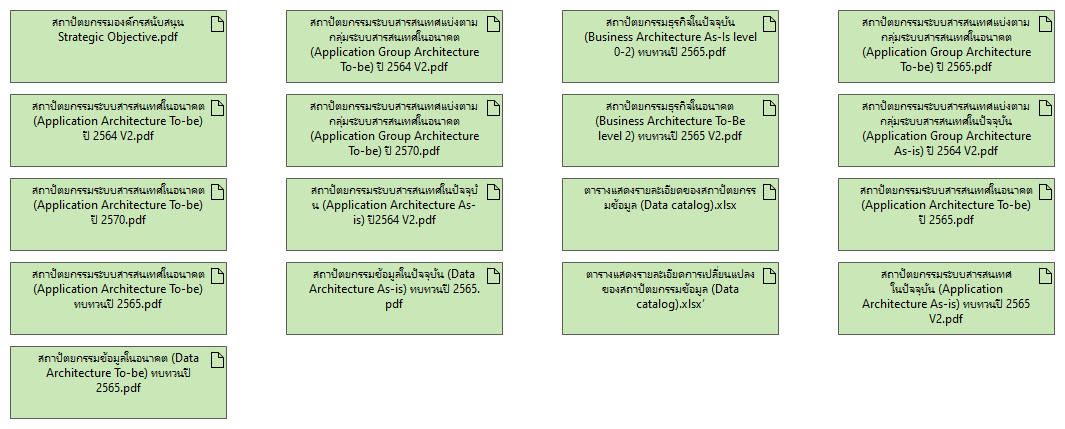 สถาปัตยกรรมองค์กรสนับสนุน
Strategic Objective.pdf
สถาปัตยกรรมระบบสารสนเทศแบ่งตาม
กลุ่มระบบสารสนเทศในอนาคต
(Application Group Architecture
To-be) ปี 2564 V2.pdf
สถาปัตยกรรมธุรกิจในปัจจุบัน
(Business Architecture As-Is level
0-2) ทบทวนปี 2565.pdf
สถาปัตยกรรมระบบสารสนเทศแบ่งตาม
กลุ่มระบบสารสนเทศในอนาคต
(Application Group Architecture
To-be) ปี 2565.pdf
สถาปัตยกรรมระบบสารสนเทศในอนาคต
(Application Architecture To-be)
ปี 2564 V2.pdf
สถาปัตยกรรมระบบสารสนเทศแบ่งตาม
กลุ่มระบบสารสนเทศในอนาคต
(Application Group Architecture
To-be) ปี 2570.pdf
สถาปัตยกรรมธุรกิจในอนาคต
(Business Architecture To-Be
level 2) ทบทวนปี 2565 V2.pdf
สถาปัตยกรรมระบบสารสนเทศแบ่งตาม
กลุ่มระบบสารสนเทศในปัจจุบัน
(Application Group Architecture
As-is) ปี 2564 V2.pdf
สถาปัตยกรรมระบบสารสนเทศในอนาคต
(Application Architecture To-be)
ปี 2570.pdf
สถาปัตยกรรมระบบสารสนเทศในปัจจุบั
น (Application Architecture As-
is) ปี2564 V2.pdf
ตารางแสดงรายละเอียดของสถาปัตยกรร
มข้อมูล (Data catalog).xlsx
สถาปัตยกรรมระบบสารสนเทศในอนาคต
(Application Architecture To-be)
ปี 2565.pdf
สถาปัตยกรรมระบบสารสนเทศในอนาคต
(Application Architecture To-be)
ทบทวนปี 2565.pdf
สถาปัตยกรรมข้อมูลในปัจจุบัน (Data
Architecture As-is) ทบทวนปี 2565.
pdf
ตารางแสดงรายละเอียดการเปลี่ยนแปลง
ของสถาปัตยกรรมข้อมูล (Data
catalog).xlsx’
สถาปัตยกรรมระบบสารสนเทศ
ในปัจจุบัน (Application
Architecture As-is) ทบทวนปี 2565
V2.pdf
สถาปัตยกรรมข้อมูลในอนาคต (Data
Architecture To-be) ทบทวนปี
2565.pdf